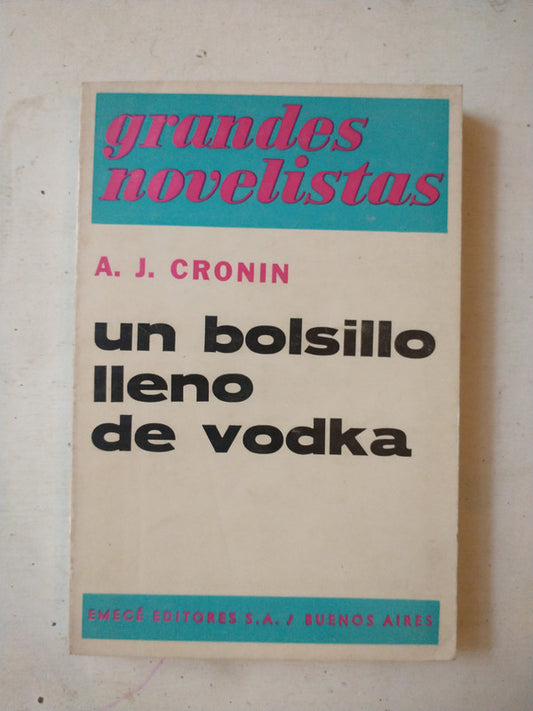 grandes
novelistas
A. J. CRONIN
un bolsillo
lleno
de vodka
EMECÉ EDITORES S.A. / BUENOS AIRES